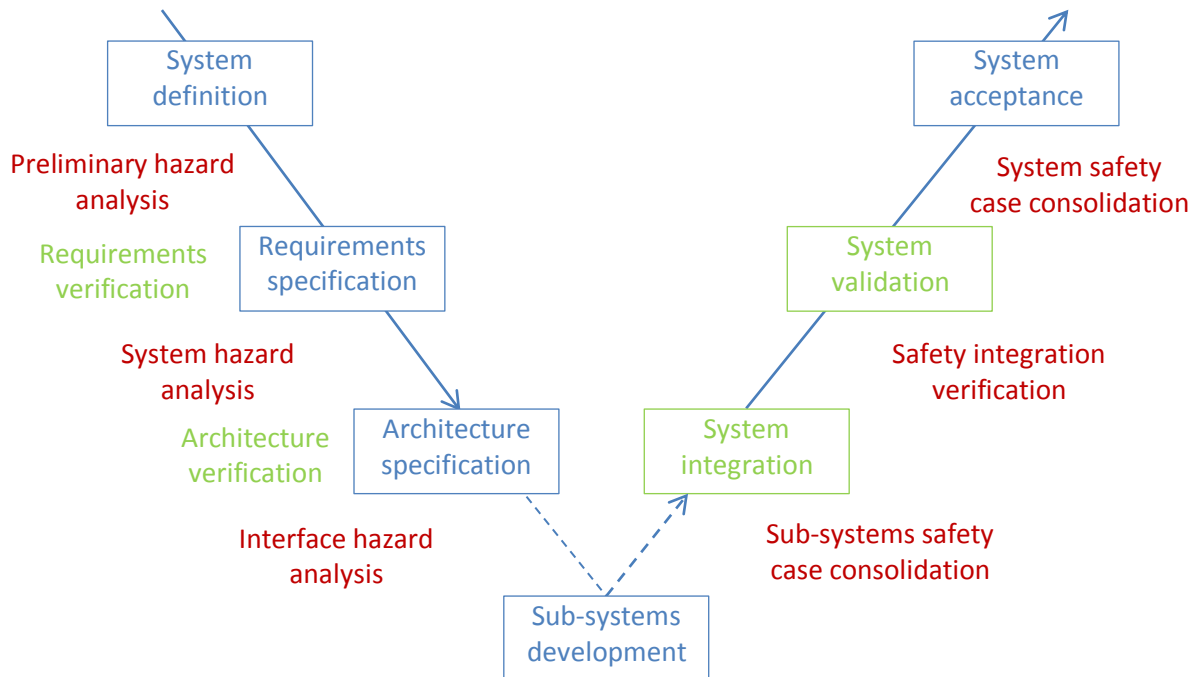 System
definition
System
acceptance
Preliminary hazard
analysis
System safety
case consolidation
Requirements
verification
Requirements
specification
System
validation
System hazard
analysis
Safety integration
verification
Architecture
verification
Architecture
specification
System
integration
Interface hazard
analysis
Sub-systems safety
case consolidation
Sub-systems
development